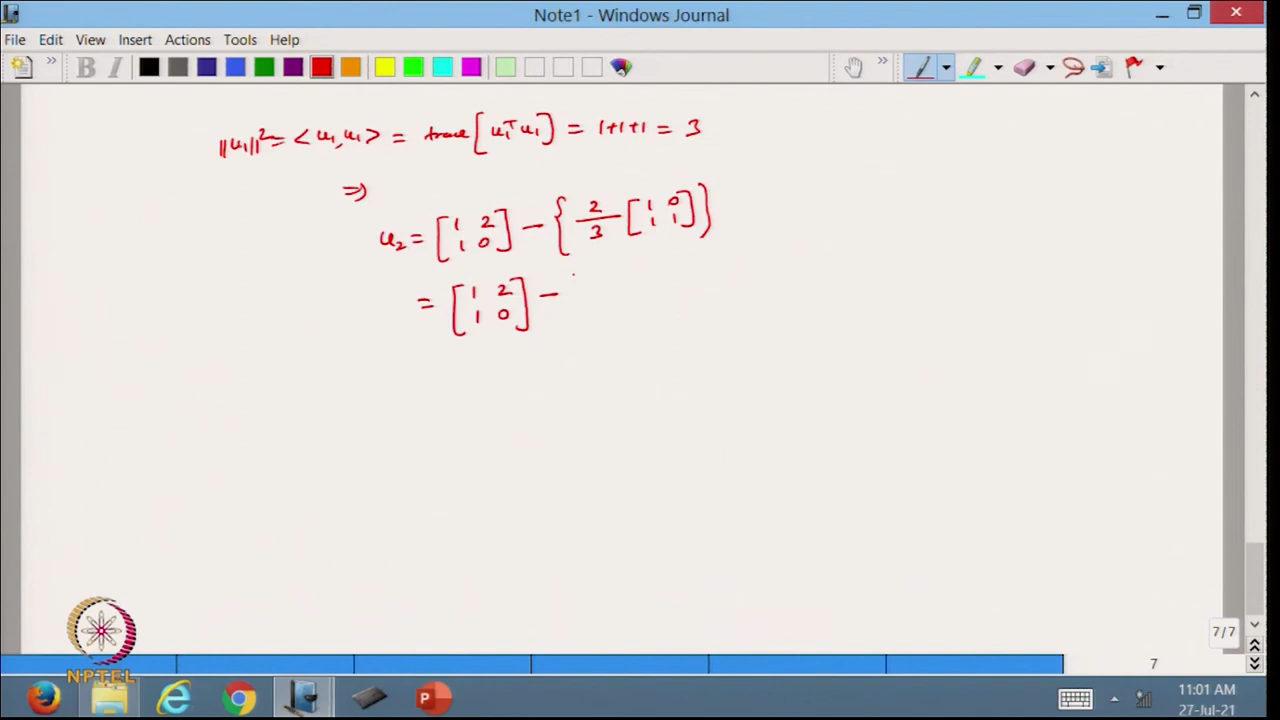 Note1 - Windows Journal
File Edit View Insert Actions Tools Help
||u₁||² = <u₁,u₁> = trace [u₁ᵀu₁] = 1+1+1 = 3
⇒
u₂ = [1 2; 1 0] - {2/3 [1 0; 1 1]}
= [1 2; 1 0] -
7/7
7
NPTEL
11:01 AM
27-Jul-21